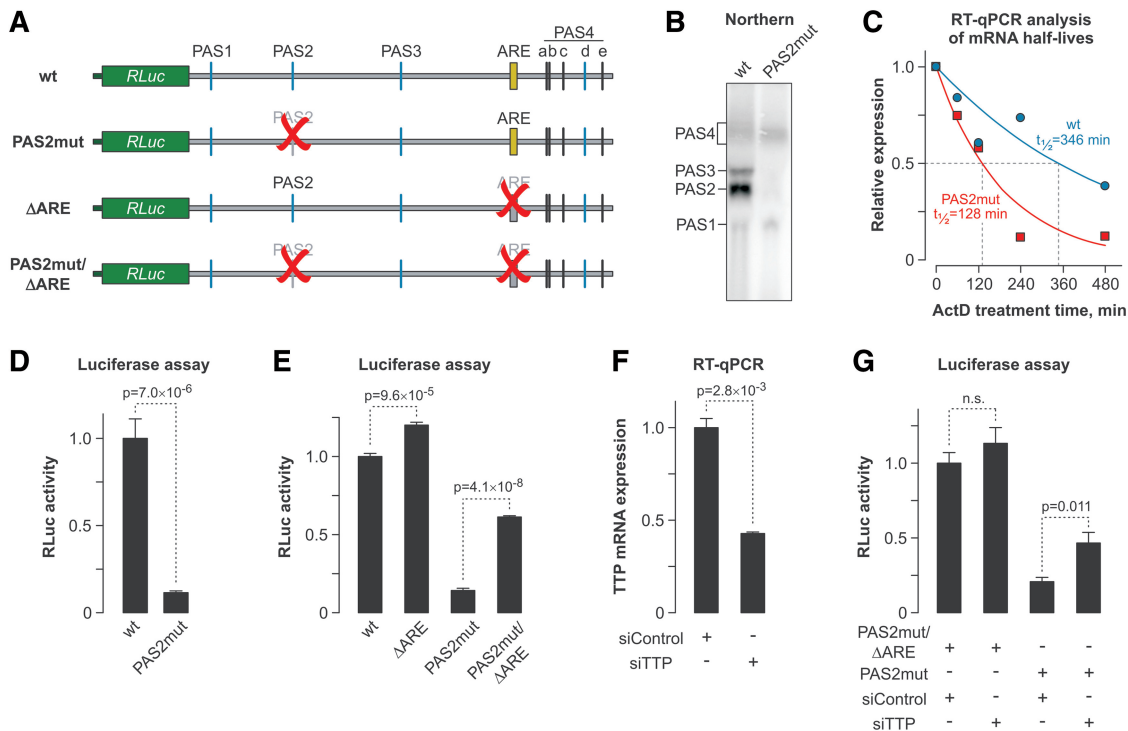 A
PAS4
PAS1 PAS2 PAS3 ARE ab c d e
wt RLuc
PAS2 ARE
PAS2mut RLuc
PAS2 ARE
ΔARE RLuc
PAS2 ARE
PAS2mut/
ΔARE RLuc
B
Northern
wt PAS2mut
PAS4
PAS3
PAS2
PAS1
C
RT-qPCR analysis
of mRNA half-lives
Relative expression
1.0
0.5
0
wt
t½=346 min
PAS2mut
t½=128 min
0 120 240 360 480
ActD treatment time, min
D
Luciferase assay
p=7.0×10-6
RLuc activity
1.0
0.5
0
wt PAS2mut
E
Luciferase assay
p=9.6×10-5
p=4.1×10-8
RLuc activity
1.0
0.5
0
wt ΔARE PAS2mut PAS2mut/
ΔARE
F
RT-qPCR
p=2.8×10-3
TTP mRNA expression
1.0
0.5
0
siControl + -
siTTP - +
G
Luciferase assay
n.s.
p=0.011
RLuc activity
1.0
0.5
0
PAS2mut/
ΔARE + + - -
PAS2mut - - + +
siControl + - + -
siTTP - + - +